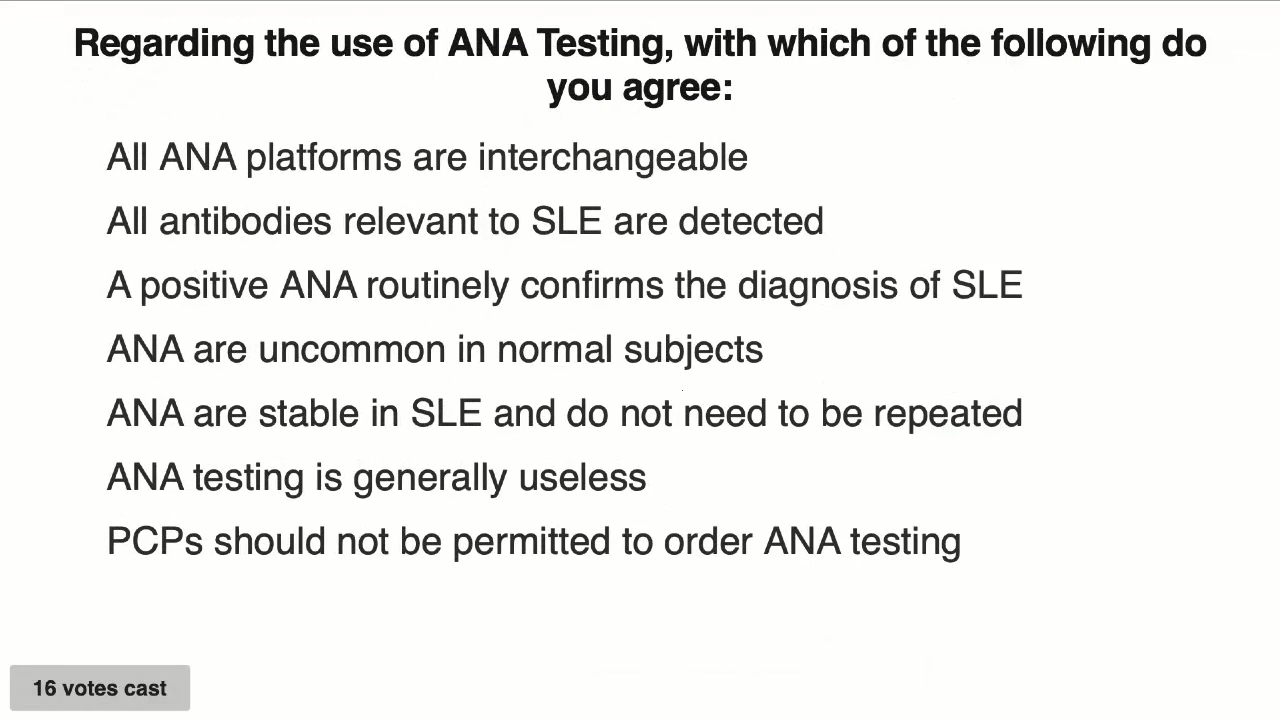 Regarding the use of ANA Testing, with which of the following do
you agree:
All ANA platforms are interchangeable
All antibodies relevant to SLE are detected
A positive ANA routinely confirms the diagnosis of SLE
ANA are uncommon in normal subjects
ANA are stable in SLE and do not need to be repeated
ANA testing is generally useless
PCPs should not be permitted to order ANA testing
16 votes cast